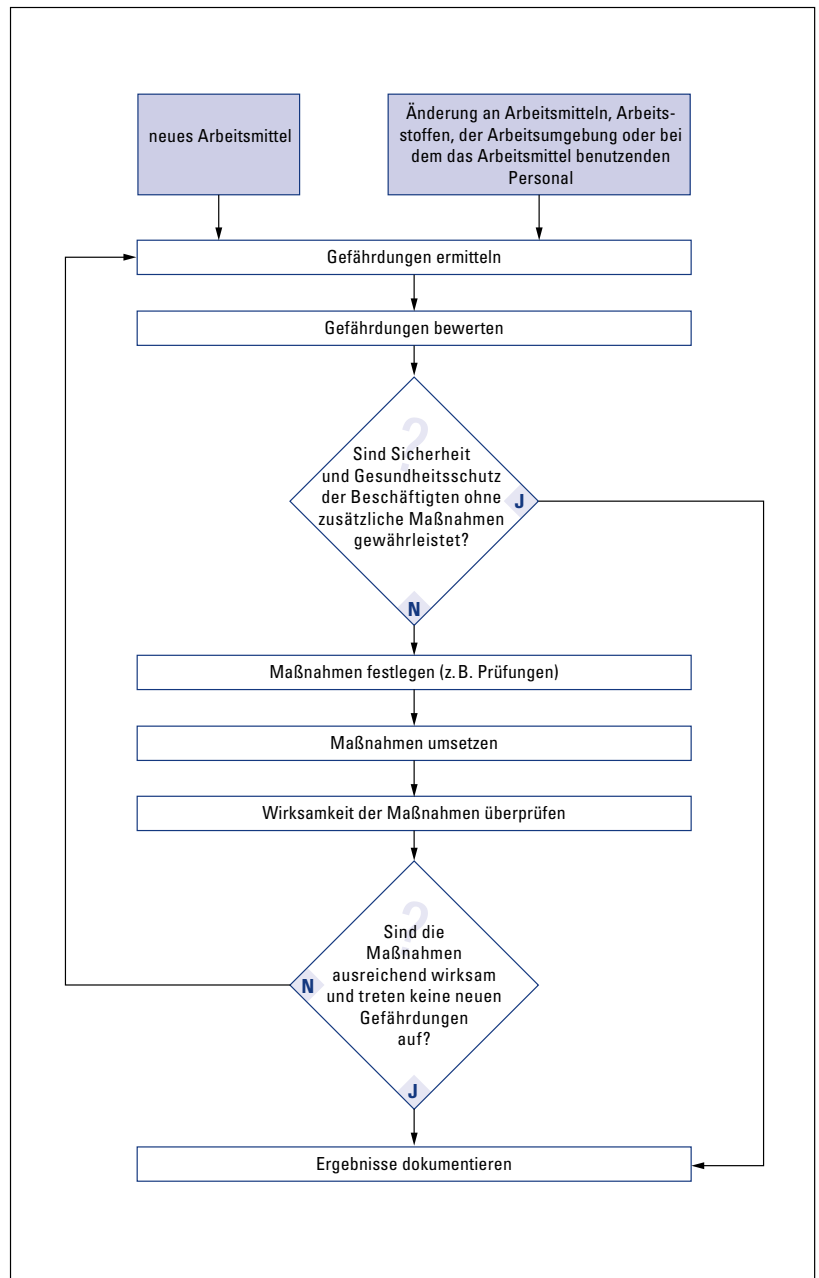 neues Arbeitsmittel
Änderung an Arbeitsmitteln, Arbeits-
stoffen, der Arbeitsumgebung oder bei
dem das Arbeitsmittel benutzenden
Personal
Gefährdungen ermitteln
Gefährdungen bewerten
?
Sind Sicherheit
und Gesundheitsschutz
der Beschäftigten ohne
zusätzliche Maßnahmen
gewährleistet?
J
N
Maßnahmen festlegen (z. B. Prüfungen)
Maßnahmen umsetzen
Wirksamkeit der Maßnahmen überprüfen
?
Sind die
Maßnahmen
ausreichend wirksam
und treten keine neuen
Gefährdungen
auf?
N
J
Ergebnisse dokumentieren